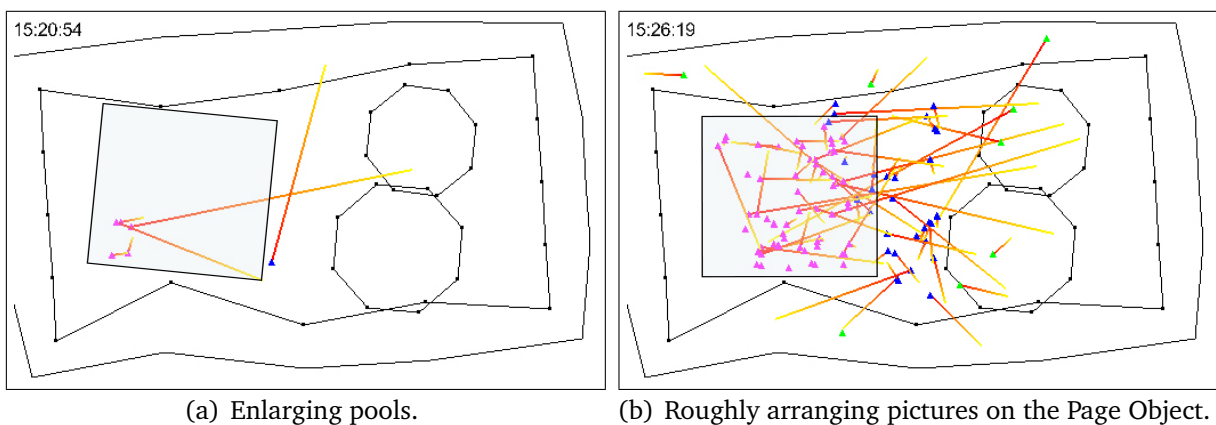 15:20:54
15:26:19
(a) Enlarging pools.
(b) Roughly arranging pictures on the Page Object.